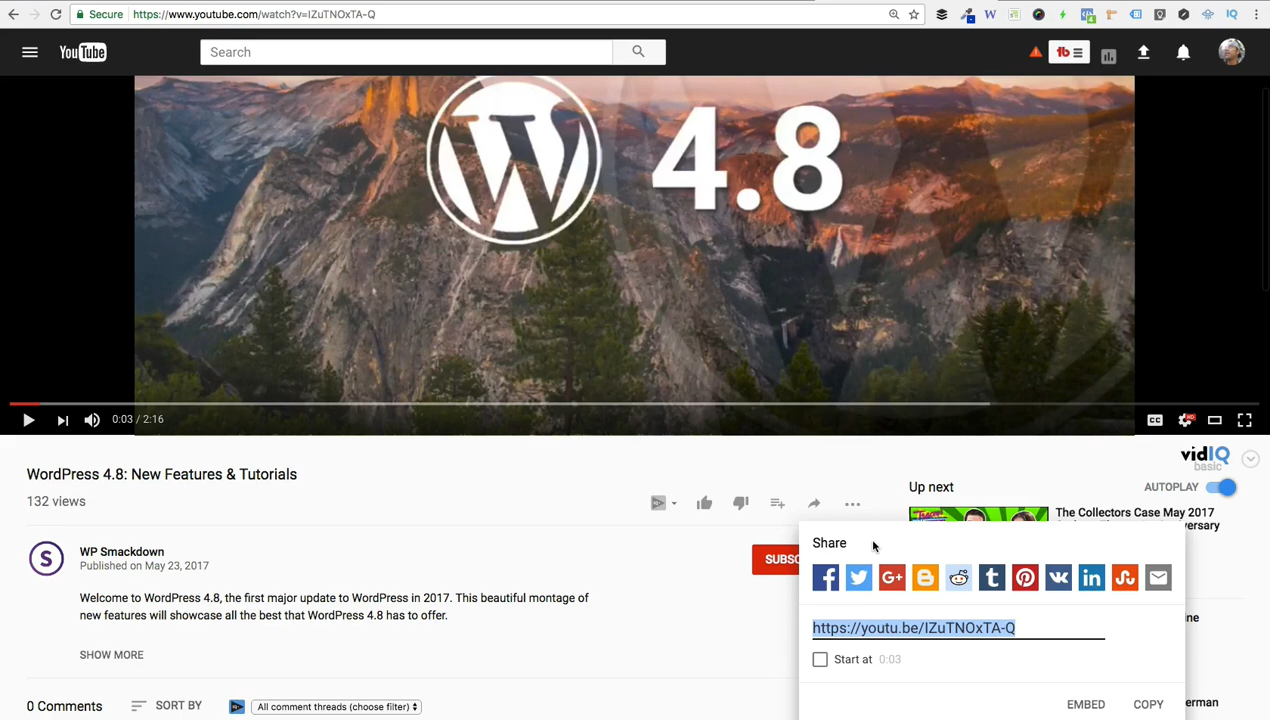 Secure https://www.youtube.com/watch?v=IZuTNOxTA-Q
YouTube
Search
4.8
0:03 / 2:16
CC
HD
WordPress 4.8: New Features & Tutorials
132 views
vidIQ
basic
Up next
AUTOPLAY
The Collectors Case May 2017
WP Smackdown
Published on May 23, 2017
SUBSC
Welcome to WordPress 4.8, the first major update to WordPress in 2017. This beautiful montage of
new features will showcase all the best that WordPress 4.8 has to offer.
SHOW MORE
Share
https://youtu.be/IZuTNOxTA-Q
Start at 0:03
EMBED
COPY
0 Comments
SORT BY
All comment threads (choose filter)